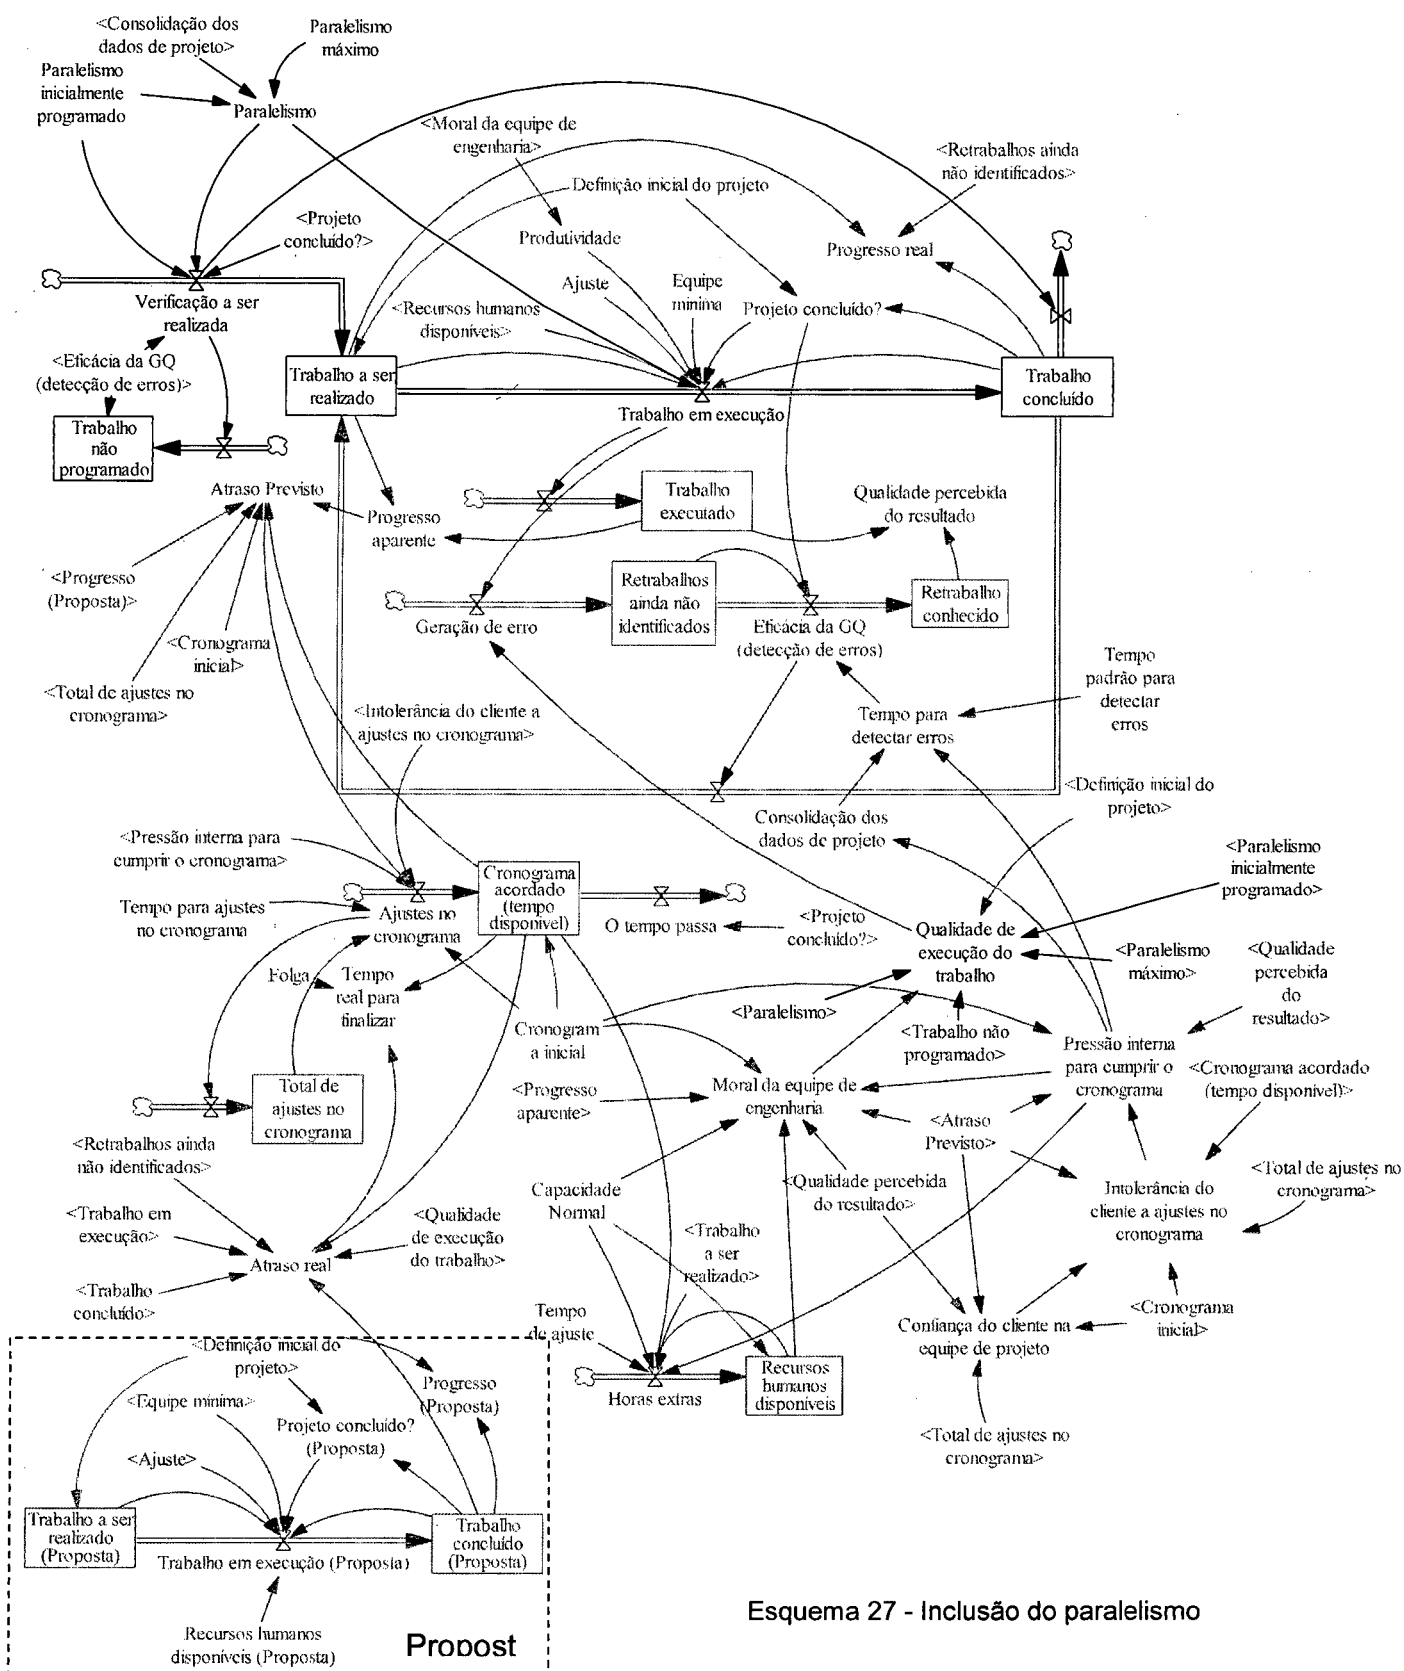 <Consolidação dos
dados de projeto>
Paralelismo
máximo
Paralelismo
inicialmente
programado
Paralelismo
<Moral da equipe de
engenharia>
<Retrabalhos ainda
não identificados>
Definição inicial do projeto
<Projeto
concluído?>
Produtividade
Progresso real
Ajuste
Equipe
mínima
Verificação a ser
realizada
<Recursos humanos
disponíveis>
Projeto concluído?
<Eficácia da GQ
(detecção de erros)>
Trabalho a ser
realizado
Trabalho
concluído
Trabalho em execução
Trabalho
não
programado
Atraso Previsto
Progresso
aparente
Trabalho
executado
Qualidade percebida
do resultado
<Progresso
(Proposta)>
Retrabalhos
ainda não
identificados
Retrabalho
conhecido
Geração de erro
Eficácia da GQ
(detecção de erros)
<Cronograma
inicial>
<Total de ajustes no
cronograma>
Tempo
padrão para
detectar
erros
<Intolerância do cliente a
ajustes no cronograma>
Tempo para
detectar erros
<Definição inicial do
projeto>
Consolidação dos
dados de projeto
<Pressão interna para
cumprir o cronograma>
<Paralelismo
inicialmente
programado>
Cronograma
acordado
(tempo
disponível)
Tempo para ajustes
no cronograma
Ajustes no
cronograma
O tempo passa
<Projeto
concluído?>
Qualidade de
execução do
trabalho
<Paralelismo
máximo>
<Qualidade
percebida
do
resultado>
Folga
Tempo
real para
finalizar
<Paralelismo>
Cronogram
a inicial
<Trabalho não
programado>
Pressão interna
para cumprir o
cronograma
<Cronograma acordado
(tempo disponível)>
Total de
ajustes no
cronograma
<Progresso
aparente>
Moral da equipe de
engenharia
<Atraso
Previsto>
<Retrabalhos ainda
não identificados>
<Total de ajustes no
cronograma>
Capacidade
Normal
<Qualidade percebida
do resultado>
Intolerância do
cliente a ajustes no
cronograma
<Trabalho em
execução>
<Qualidade
de execução
do trabalho>
<Trabalho
a ser
realizado>
Atraso real
<Trabalho
concluído>
Tempo
de ajuste
Confiança do cliente na
equipe de projeto
<Cronograma
inicial>
<Definição inicial do
projeto>
Progresso
(Proposta)
Recursos
humanos
disponíveis
Horas extras
<Equipe mínima>
Projeto concluído?
(Proposta)
<Total de ajustes no
cronograma>
<Ajuste>
Trabalho a ser
realizado
(Proposta)
Trabalho
concluído
(Proposta)
Trabalho em execução (Proposta)
Esquema 27 - Inclusão do paralelismo
Recursos humanos
disponíveis (Proposta)
Propost